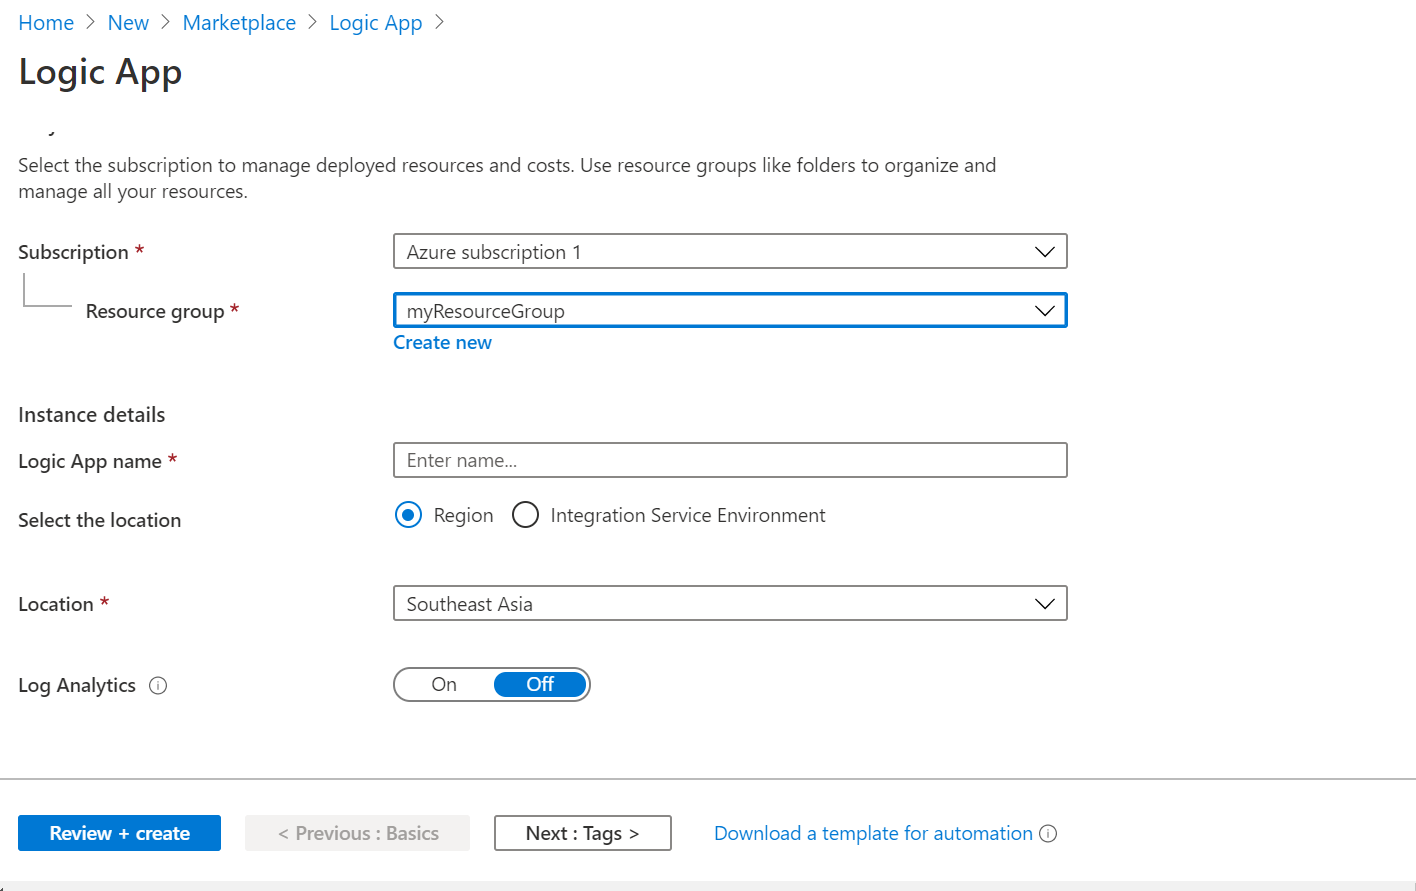 Home > New > Marketplace > Logic App >
Logic App
Select the subscription to manage deployed resources and costs. Use resource groups like folders to organize and
manage all your resources.
Subscription *
Azure subscription 1
Resource group *
myResourceGroup
Create new
Instance details
Logic App name *
Enter name...
Select the location
Region
Integration Service Environment
Location *
Southeast Asia
Log Analytics
On
Off
Review + create
< Previous : Basics
Next : Tags >
Download a template for automation